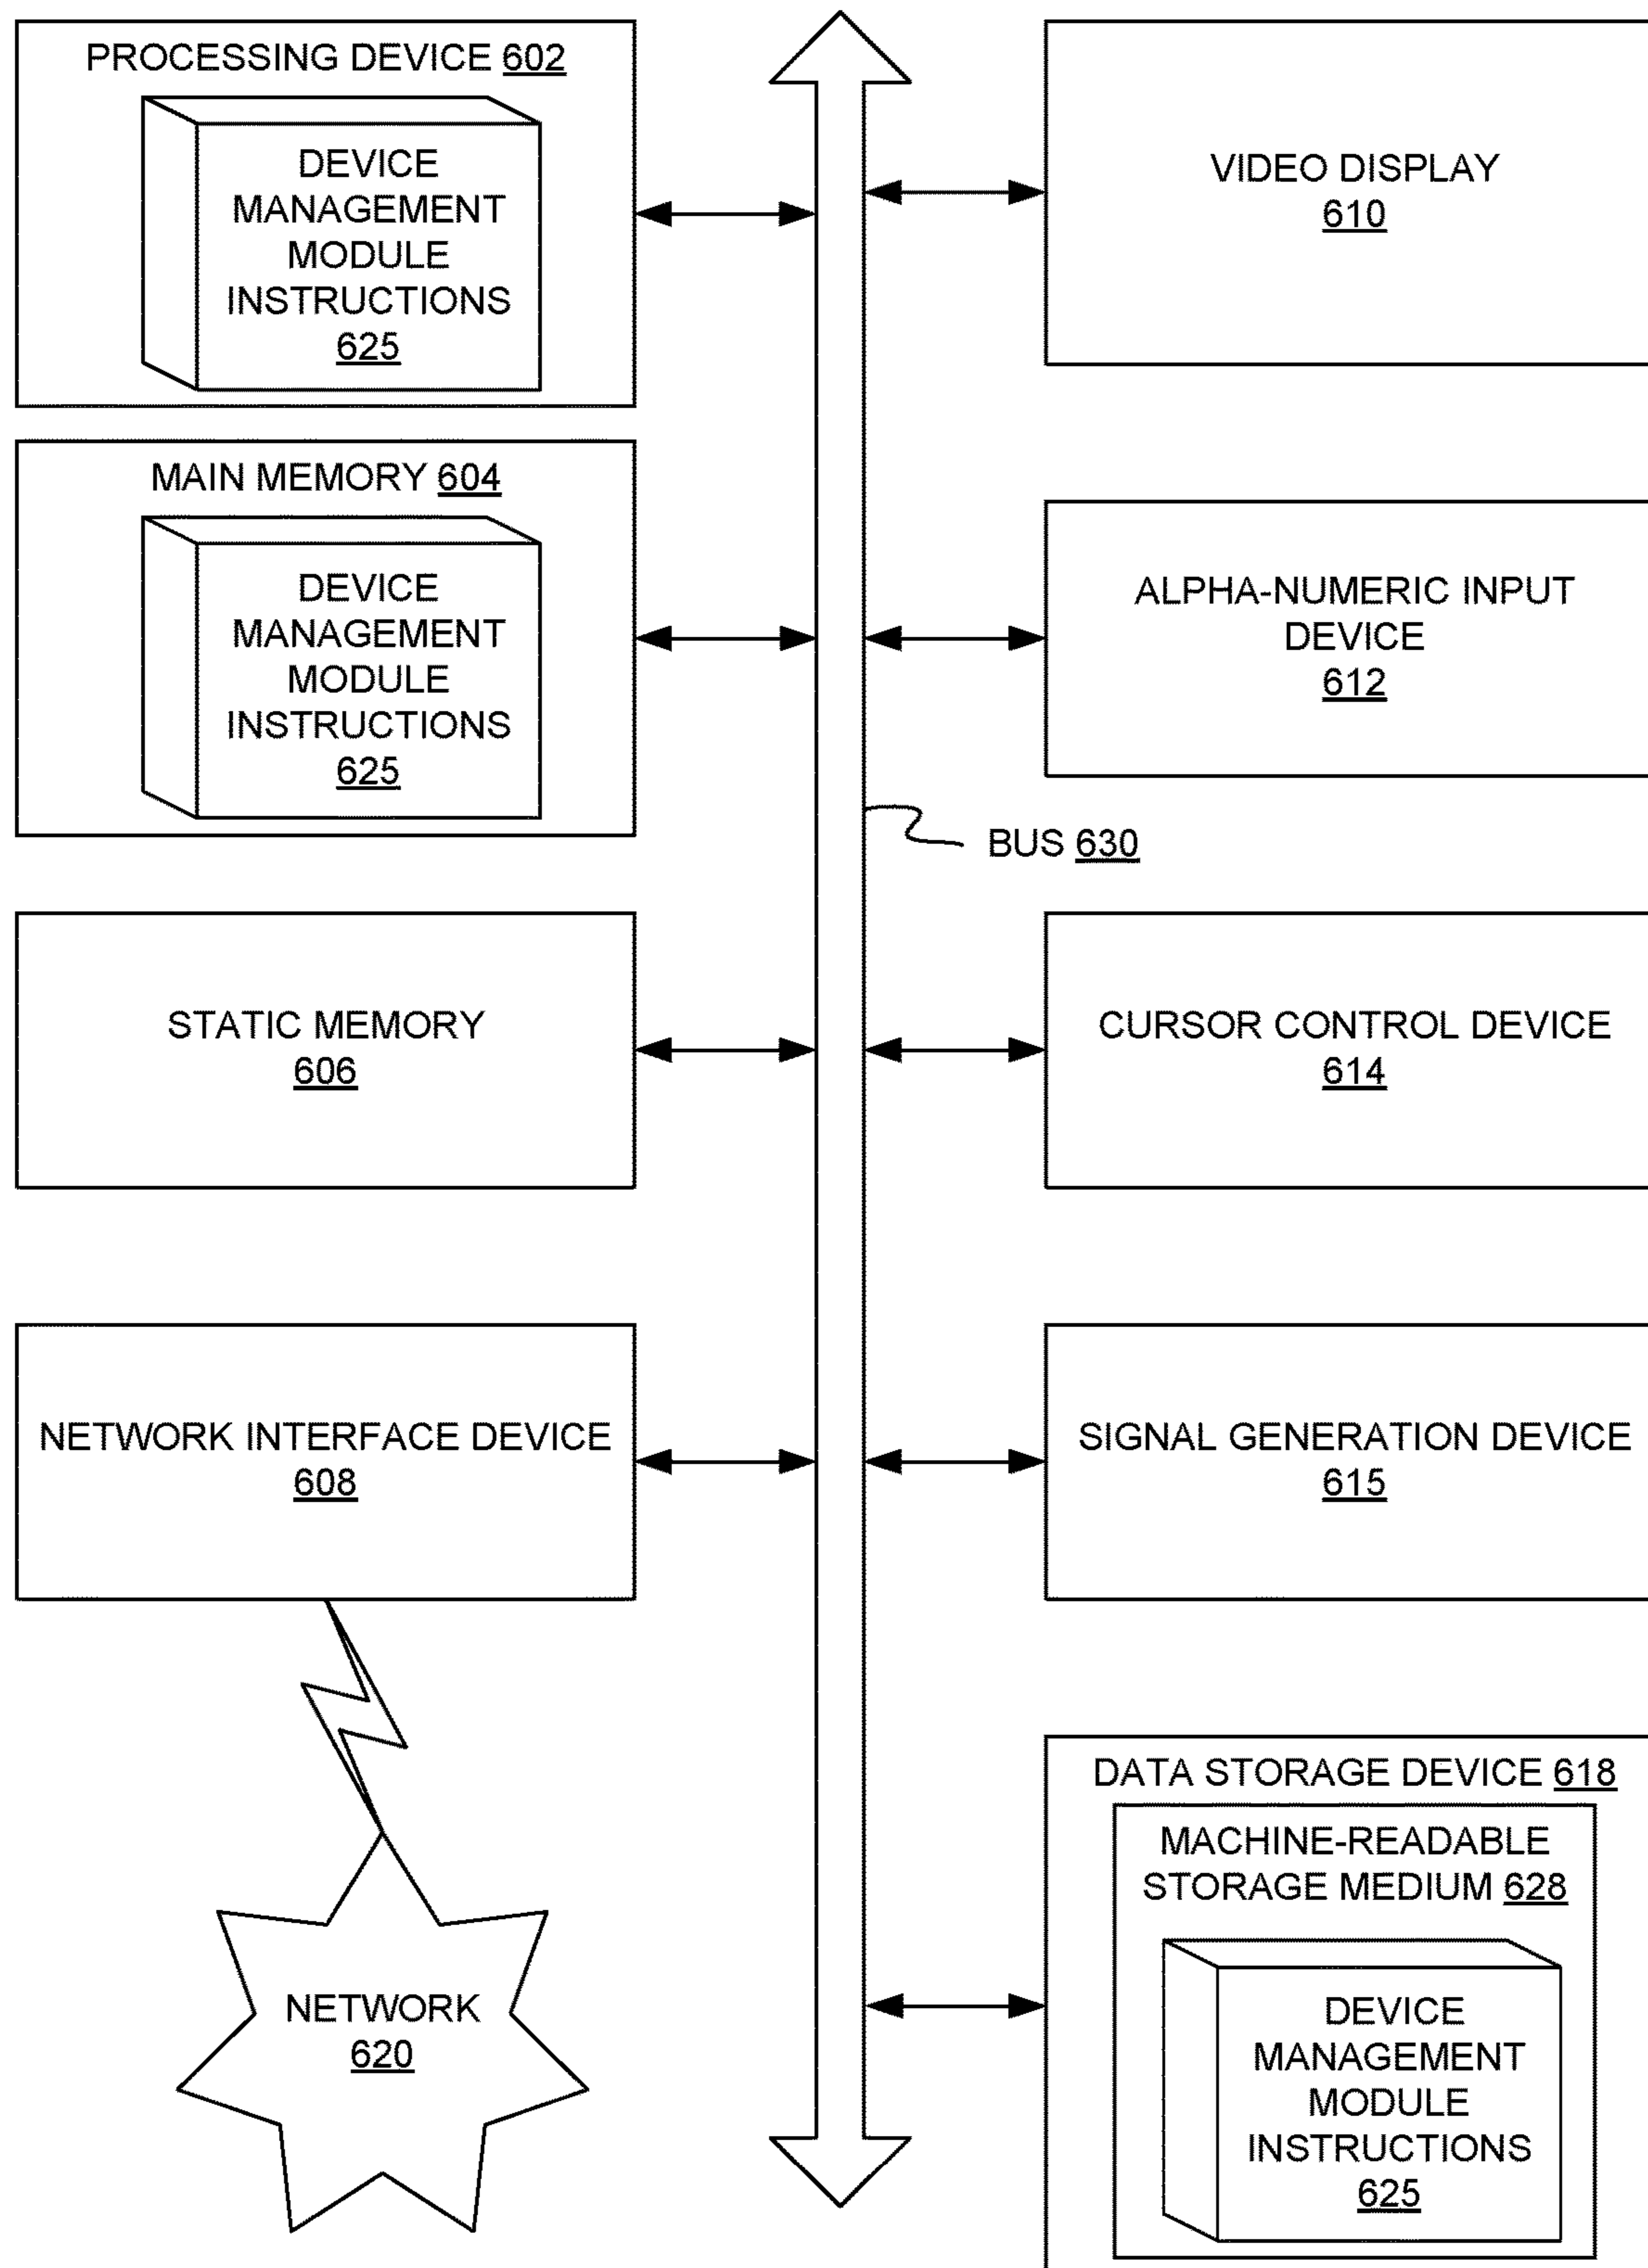 PROCESSING DEVICE 602
DEVICE
MANAGEMENT
MODULE
INSTRUCTIONS
625
MAIN MEMORY 604
DEVICE
MANAGEMENT
MODULE
INSTRUCTIONS
625
STATIC MEMORY
606
NETWORK INTERFACE DEVICE
608
NETWORK
620
VIDEO DISPLAY
610
ALPHA-NUMERIC INPUT
DEVICE
612
BUS 630
CURSOR CONTROL DEVICE
614
SIGNAL GENERATION DEVICE
615
DATA STORAGE DEVICE 618
MACHINE-READABLE
STORAGE MEDIUM 628
DEVICE
MANAGEMENT
MODULE
INSTRUCTIONS
625